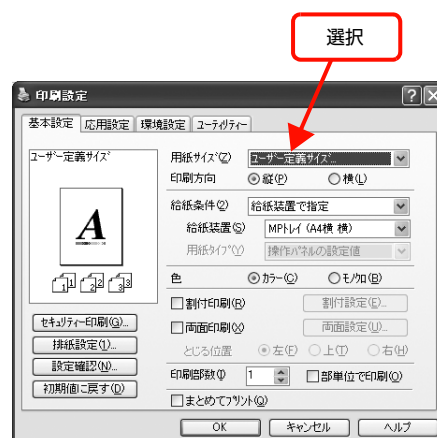 選択
印刷設定
基本設定 応用設定 環境設定 ユーティリティー
ユーザー定義サイズ
用紙サイズ(Z) ユーザー定義サイズ...
印刷方向 縦(P) 横(L)
給紙条件(2) 給紙装置で指定
給紙装置(S) MPトレイ (A4横 横)
用紙タイプ(Y) 操作パネルの設定値
A
1 2 3
色 カラー(C) モノクロ(B)
割付印刷(R) 割付設定(E)...
両面印刷(X) 両面設定(U)...
とじる位置 左(F) 上(T) 右(H)
セキュリティー印刷(G)...
排紙設定(1)...
設定確認(N)...
初期値に戻す(D)
印刷部数(I) 1 部単位で印刷(O)
まとめてプリント(Q)
OK キャンセル ヘルプ